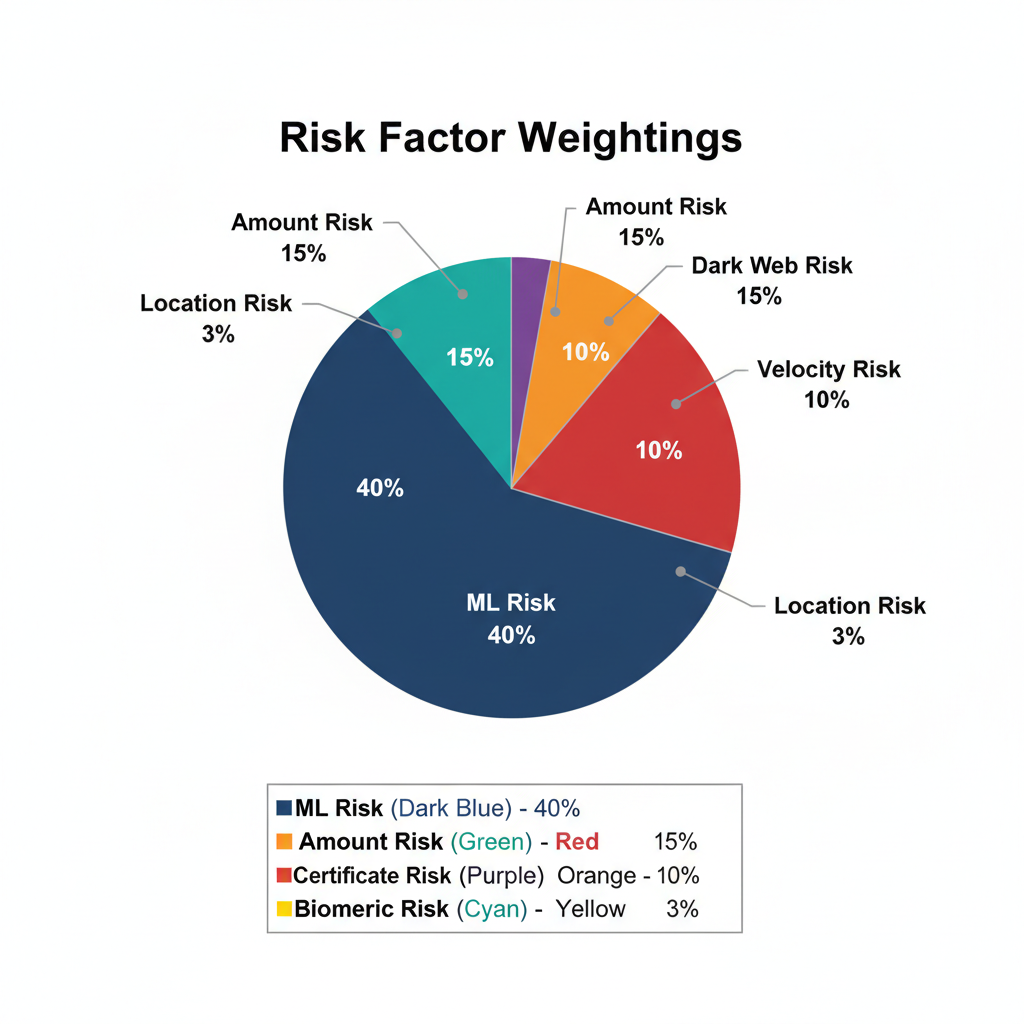 Risk Factor Weightings
Amount Risk
15%
Amount Risk
15%
Dark Web Risk
15%
Location Risk
3%
Velocity Risk
10%
15%
10%
10%
40%
ML Risk
40%
Location Risk
3%
ML Risk (Dark Blue) - 40%
Amount Risk (Green) - Red 15%
Certificate Risk (Purple) Orange - 10%
Biomeric Risk (Cyan) - Yellow 3%